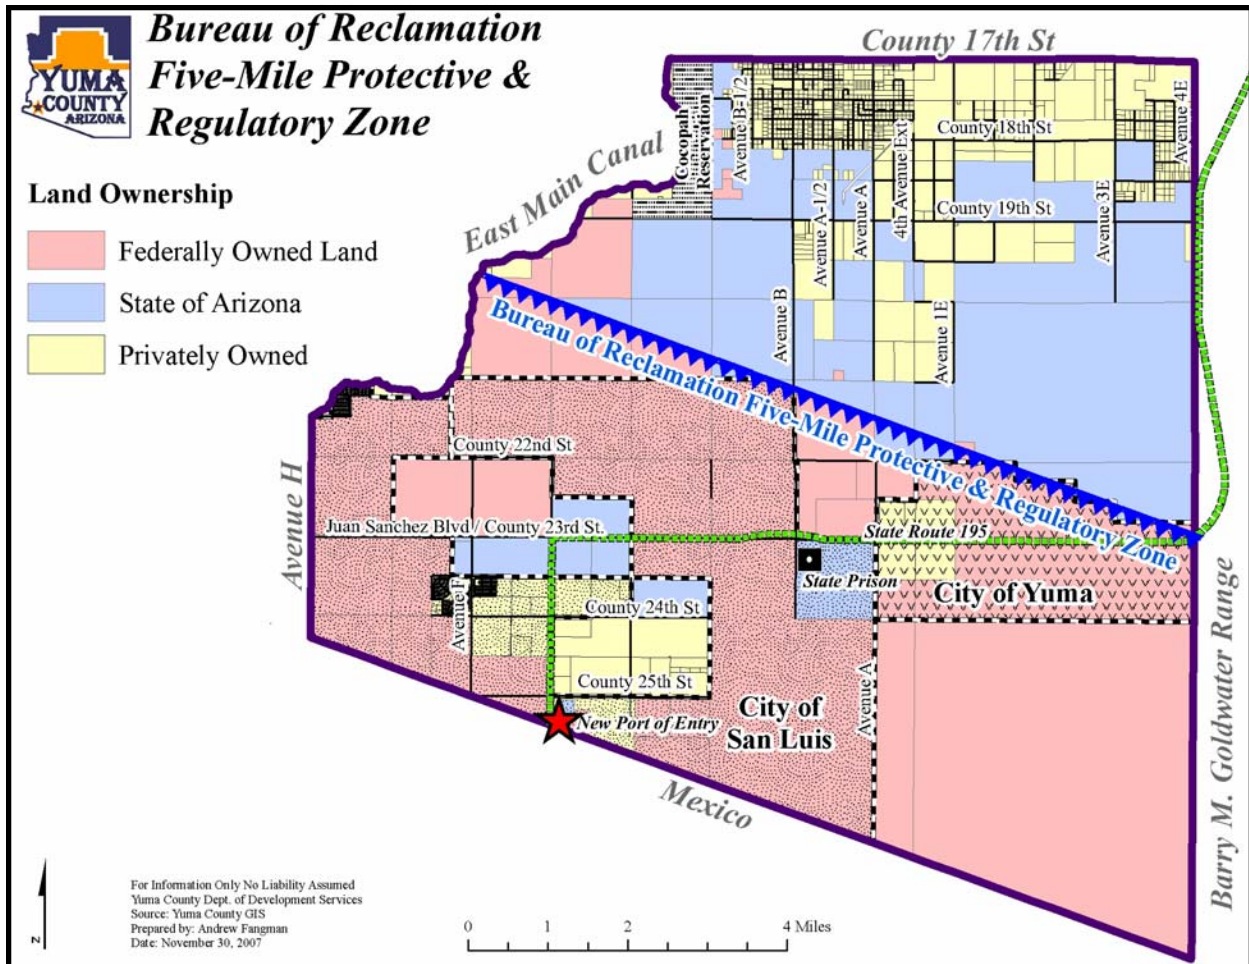 Bureau of Reclamation
Five-Mile Protective &
Regulatory Zone
YUMA
COUNTY
ARIZONA
Land Ownership
Federally Owned Land
State of Arizona
Privately Owned
County 17th St
East Main Canal
Cocopah
Reservation
Avenue B-1/2
County 18th St
Avenue 4E
4th Avenue Ext
Avenue A
Avenue A-1/2
County 19th St
Avenue 3E
Avenue B
Avenue 1E
Bureau of Reclamation Five-Mile Protective & Regulatory Zone
County 22nd St
Avenue H
Juan Sanchez Blvd / County 23rd St.
State Route 195
State Prison
City of Yuma
Avenue F
County 24th St
County 25th St
Avenue A
City of
San Luis
New Port of Entry
Mexico
Barry M. Goldwater Range
For Information Only No Liability Assumed
Yuma County Dept. of Development Services
Source: Yuma County GIS
Prepared by: Andrew Fangman
Date: November 30, 2007
N
0 1 2 4 Miles